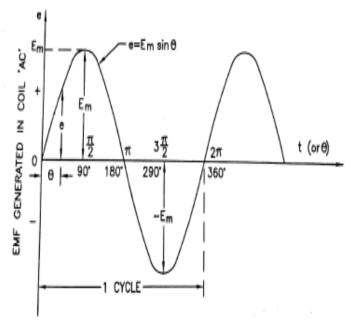 e
Em
e=Em sin θ
EMF GENERATED IN COIL "AC"
+
e
Em
π/2
π
3π/2
2π
t (or θ)
0
θ
90°
180°
290°
360°
-Em
−
1 CYCLE